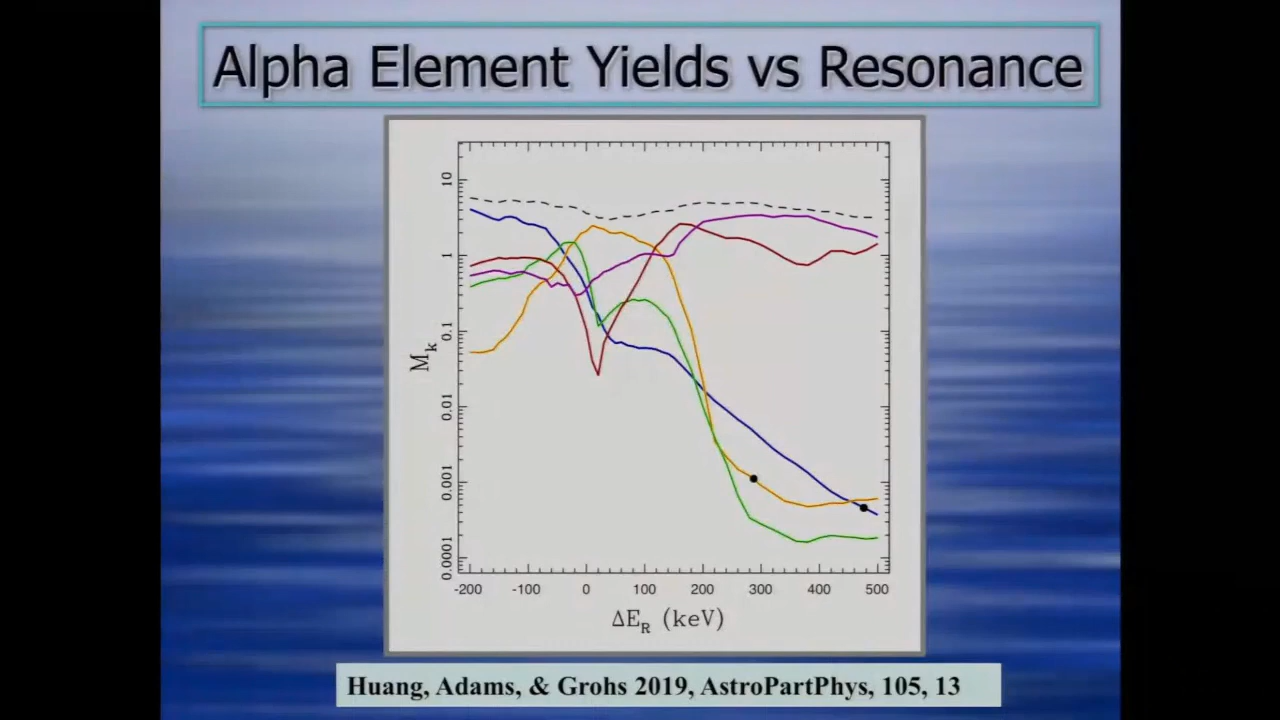 Alpha Element Yields vs Resonance
10
1
0.1
0.01
0.001
0.0001
M_k
-200 -100 0 100 200 300 400 500
ΔE_R (keV)
Huang, Adams, & Grohs 2019, AstroPartPhys, 105, 13